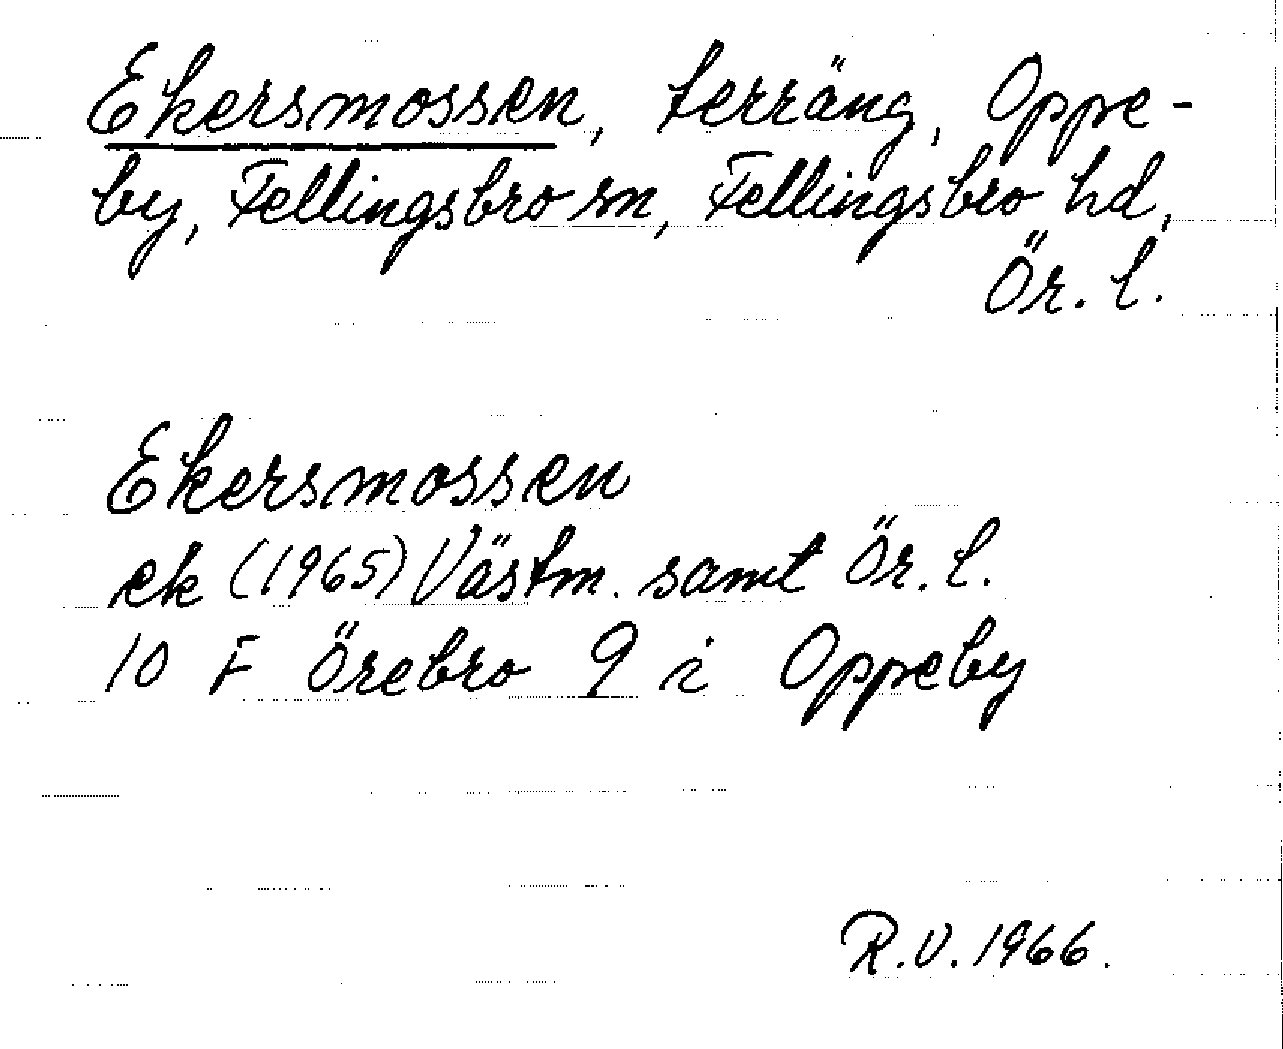 Ekersmossen, terräng, Oppe-
by, Fellingsbro sn, Fellingsbro hd,
Ör. l.
Ekersmossen
ek (1965) Västm. samt Ör. l.
10 F Örebro 9 i Oppeby
R.V. 1966.